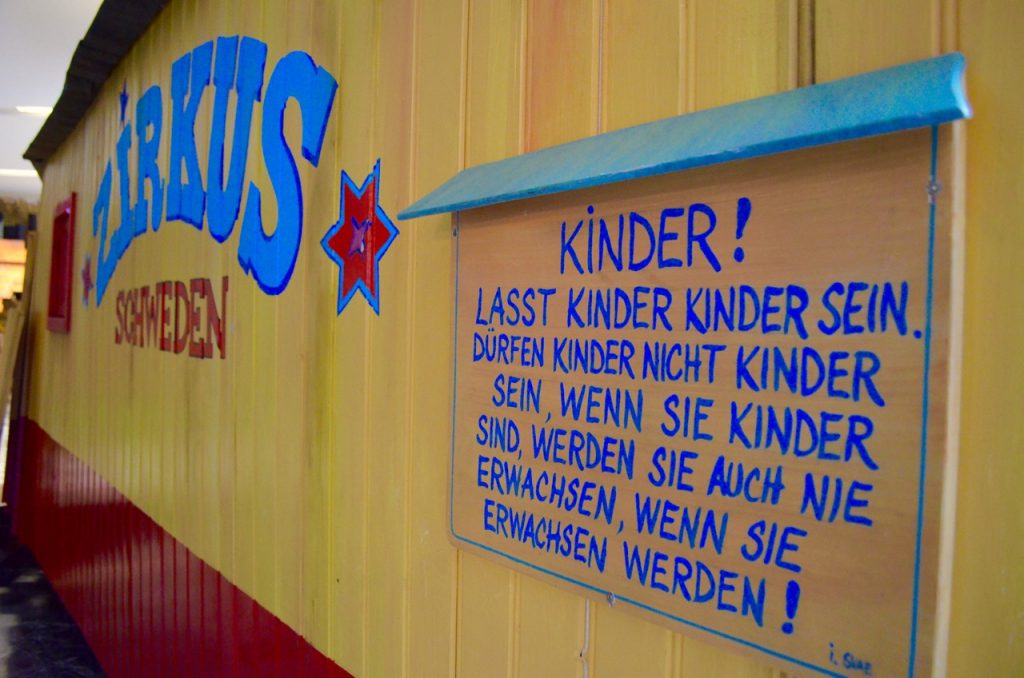 ZiRKUS
SCHWEDEN
KiNDER!
LASST KINDER KINDER SEIN.
DÜRFEN KINDER NICHT KINDER
SEIN, WENN SIE KINDER
SIND, WERDEN SIE AUCH NIE
ERWACHSEN, WENN SIE
ERWACHSEN WERDEN!